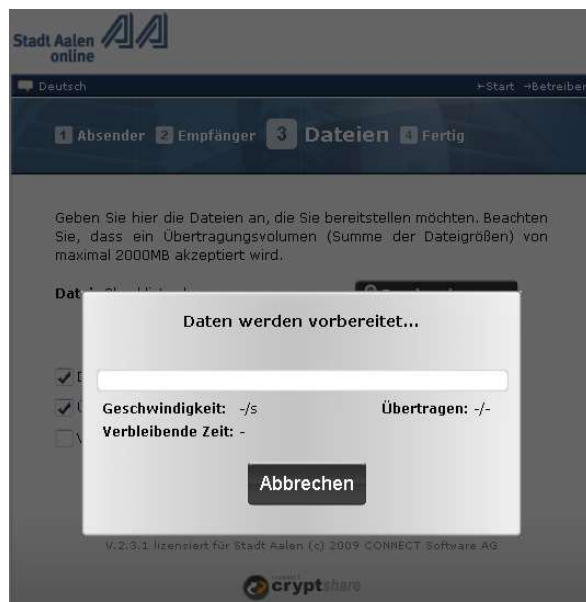 Stadt Aalen
online
Deutsch
Start Betreiber
1 Absender 2 Empfänger 3 Dateien 4 Fertig
Geben Sie hier die Dateien an, die Sie bereitstellen möchten. Beachten
Sie, dass ein Übertragungsvolumen (Summe der Dateigrößen) von
maximal 2000MB akzeptiert wird.
Daten werden vorbereitet...
Geschwindigkeit: -/s Übertragen: -/-
Verbleibende Zeit: -
Abbrechen
V.2.3.1 lizensiert für Stadt Aalen (c) 2009 CONNECT Software AG
cryptshare